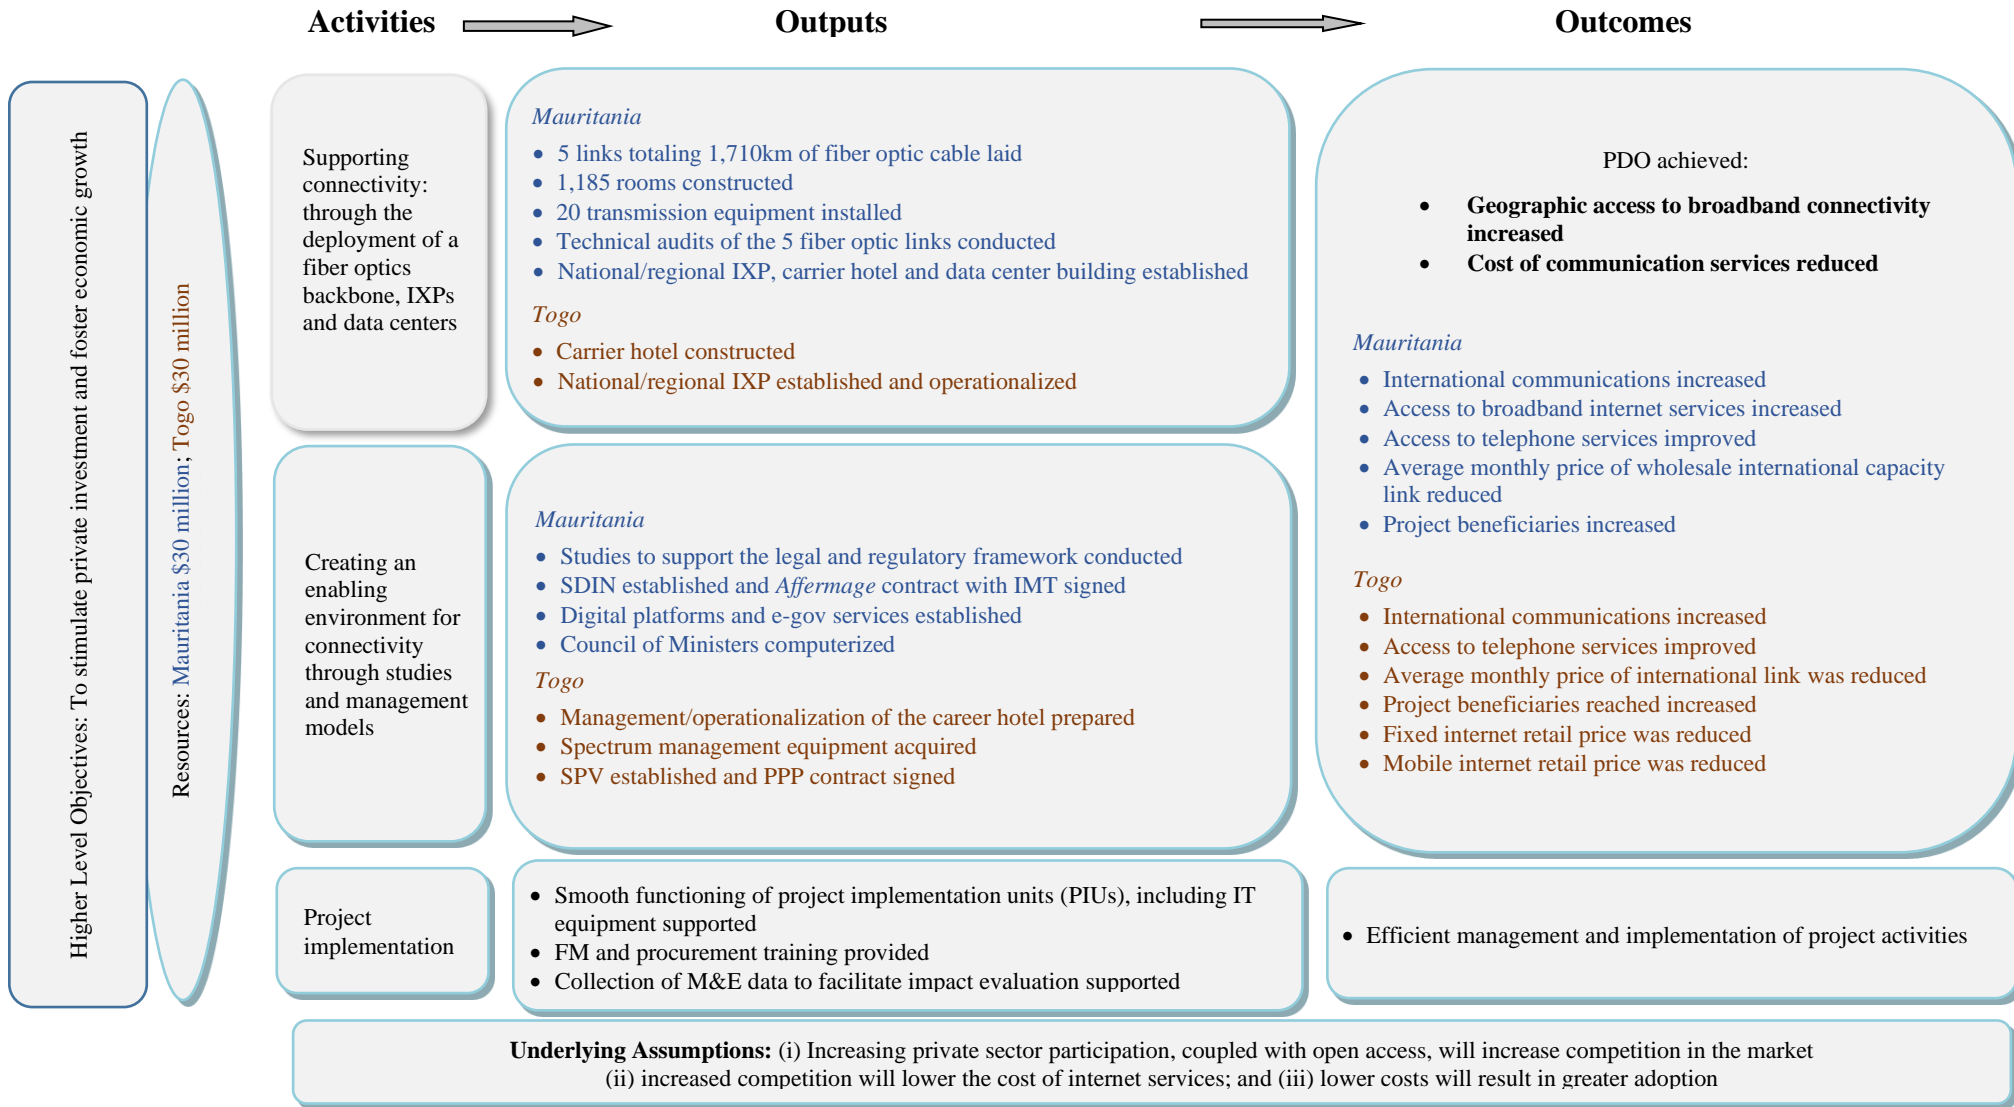 Activities
Outputs
Outcomes
Higher Level Objectives: To stimulate private investment and foster economic growth
Resources: Mauritania $30 million; Togo $30 million
Supporting
connectivity:
through the
deployment of a
fiber optics
backbone, IXPs
and data centers
Mauritania
• 5 links totaling 1,710km of fiber optic cable laid
• 1,185 rooms constructed
• 20 transmission equipment installed
• Technical audits of the 5 fiber optic links conducted
• National/regional IXP, carrier hotel and data center building established
Togo
• Carrier hotel constructed
• National/regional IXP established and operationalized
Creating an
enabling
environment for
connectivity
through studies
and management
models
Mauritania
• Studies to support the legal and regulatory framework conducted
• SDIN established and Affermage contract with IMT signed
• Digital platforms and e-gov services established
• Council of Ministers computerized
Togo
• Management/operationalization of the career hotel prepared
• Spectrum management equipment acquired
• SPV established and PPP contract signed
PDO achieved:
• Geographic access to broadband connectivity
increased
• Cost of communication services reduced
Mauritania
• International communications increased
• Access to broadband internet services increased
• Access to telephone services improved
• Average monthly price of wholesale international capacity
link reduced
• Project beneficiaries increased
Togo
• International communications increased
• Access to telephone services improved
• Average monthly price of international link was reduced
• Project beneficiaries reached increased
• Fixed internet retail price was reduced
• Mobile internet retail price was reduced
Project
implementation
• Smooth functioning of project implementation units (PIUs), including IT
equipment supported
• FM and procurement training provided
• Collection of M&E data to facilitate impact evaluation supported
• Efficient management and implementation of project activities
Underlying Assumptions: (i) Increasing private sector participation, coupled with open access, will increase competition in the market
(ii) increased competition will lower the cost of internet services; and (iii) lower costs will result in greater adoption